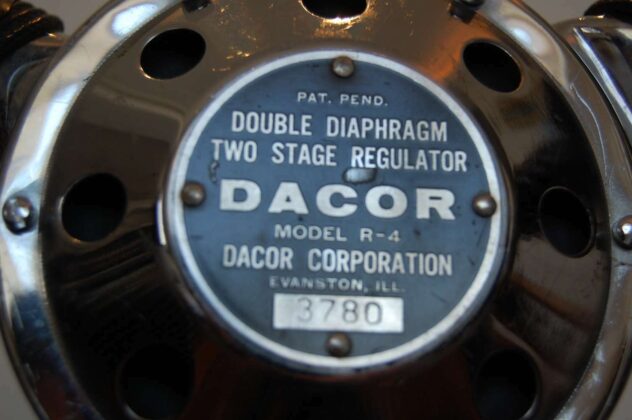 PAT. PEND.
DOUBLE DIAPHRAGM
TWO STAGE REGULATOR
DACOR
MODEL R-4
DACOR CORPORATION
EVANSTON, ILL.
3780